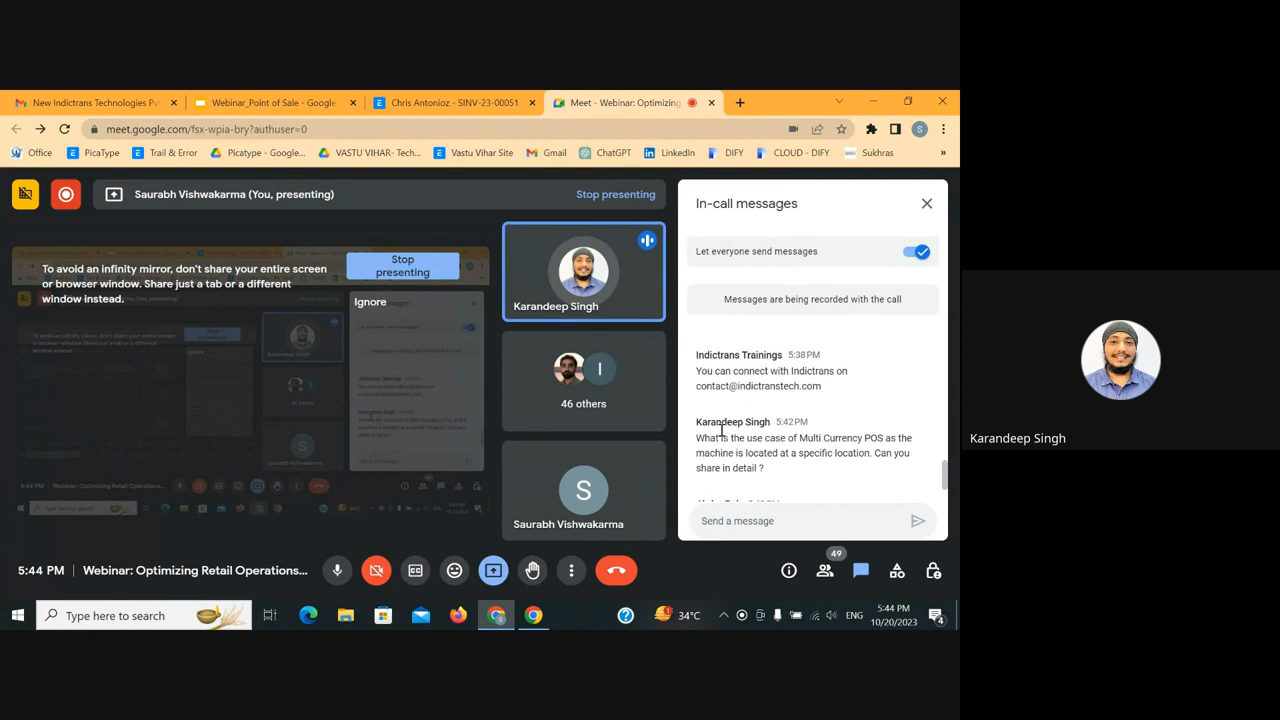 New Indictrans Technologies Pv
Webinar_Point of Sale - Google
Chris Antonioz - SINV-23-00051
Meet - Webinar: Optimizing
meet.google.com/fsx-wpia-bry?authuser=0
S
Office
PicaType
Trail & Error
Picatype - Google...
VASTU VIHAR- Tech...
Vastu Vihar Site
Gmail
ChatGPT
LinkedIn
DIFY
CLOUD - DIFY
Sukhras
»
Saurabh Vishwakarma (You, presenting)
Stop presenting
To avoid an infinity mirror, don't share your entire screen
or browser window. Share just a tab or a different
window instead.
Stop
presenting
Ignore
Karandeep Singh
I
46 others
S
Saurabh Vishwakarma
In-call messages
Let everyone send messages
Messages are being recorded with the call
Indictrans Trainings 5:38 PM
You can connect with Indictrans on
contact@indictranstech.com
Karandeep Singh 5:42 PM
What is the use case of Multi Currency POS as the
machine is located at a specific location. Can you
share in detail ?
Send a message
5:44 PM
Webinar: Optimizing Retail Operations...
49
Type here to search
34°C
ENG
5:44 PM
10/20/2023
4
Karandeep Singh